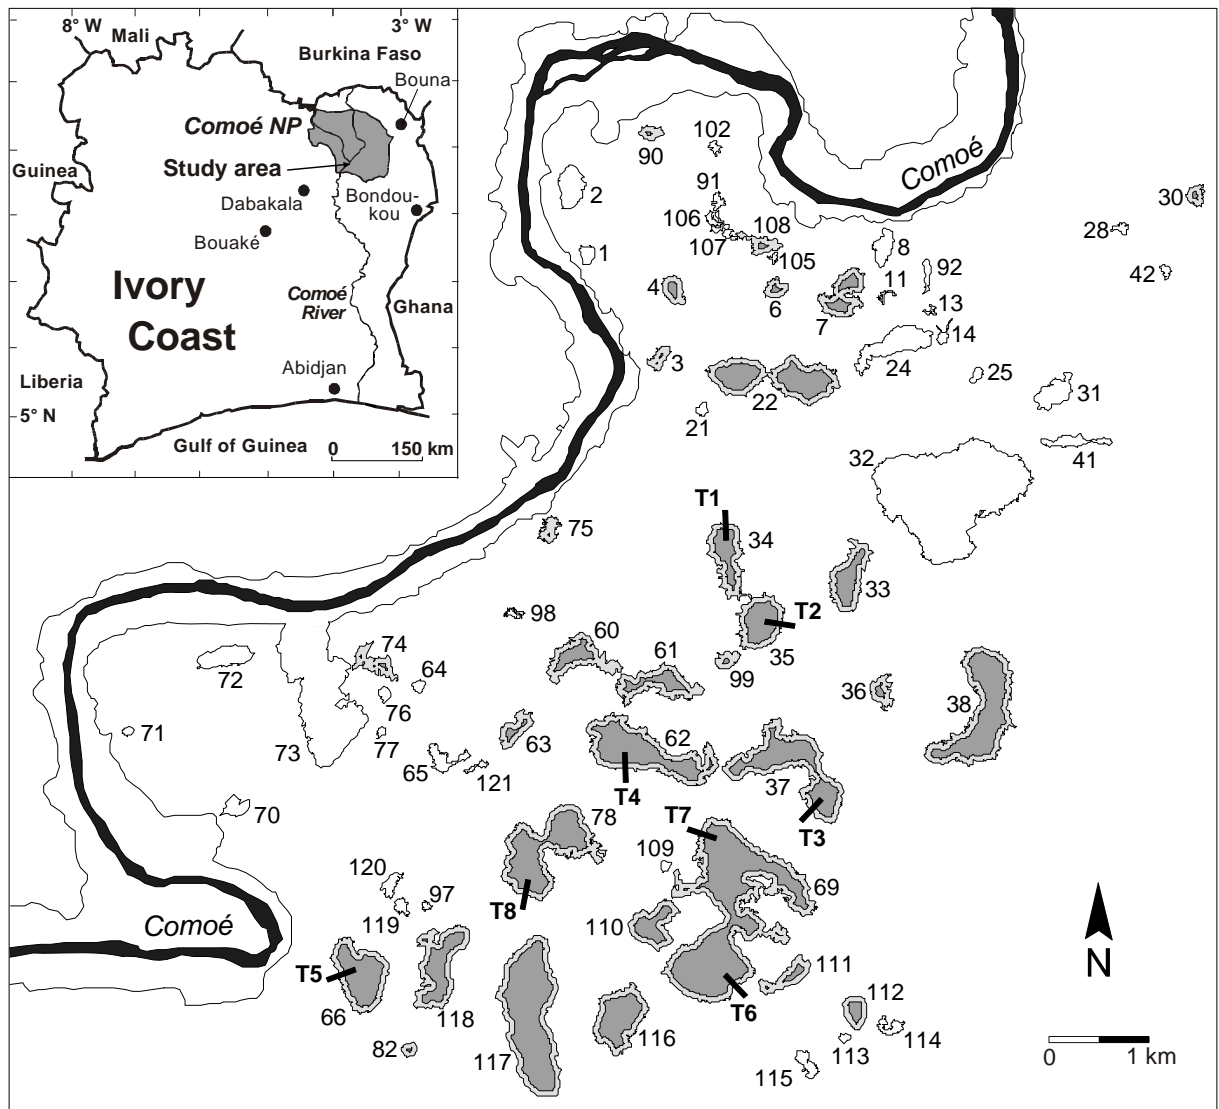 8° W
3° W
Mali
Burkina Faso
Bouna
Comoé NP
Study area
Guinea
Dabakala
Bondou-
kou
Bouaké
Ivory
Coast
Comoé
River
Ghana
Abidjan
Liberia
5° N
Gulf of Guinea
0 150 km
Comoé
102
90
91
2
30
106
108
107
28
8
1
105
92
42
4
6
11
7
13
14
3
24
25
31
22
21
32
41
T1
75
34
33
98
T2
60
35
74
61
99
72
64
36
38
76
71
73
77
63
62
65
121
37
T4
70
T7
T3
78
109
120
69
97
T8
119
Comoé
110
T5
111
N
66
118
T6
112
116
114
82
117
113
115
0 1 km